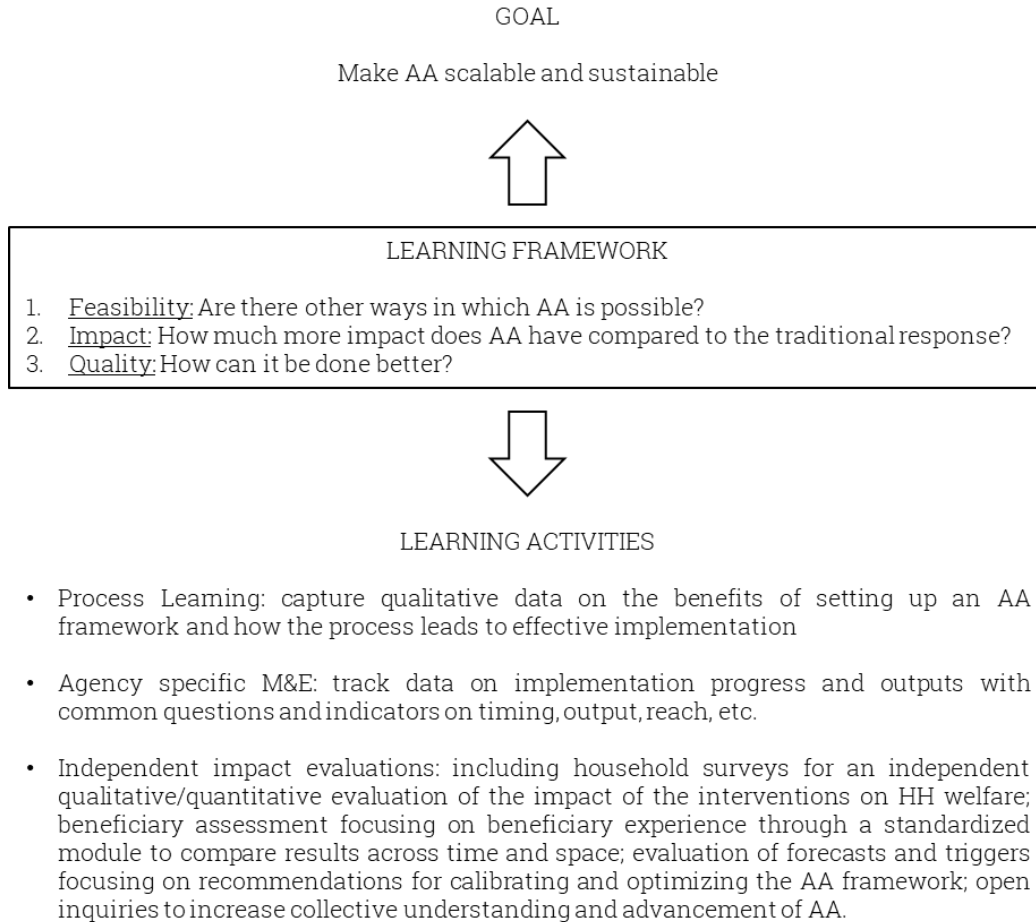 GOAL
Make AA scalable and sustainable
LEARNING FRAMEWORK
1. Feasibility: Are there other ways in which AA is possible?
2. Impact: How much more impact does AA have compared to the traditional response?
3. Quality: How can it be done better?
LEARNING ACTIVITIES
• Process Learning: capture qualitative data on the benefits of setting up an AA
framework and how the process leads to effective implementation
• Agency specific M&E: track data on implementation progress and outputs with
common questions and indicators on timing, output, reach, etc.
• Independent impact evaluations: including household surveys for an independent
qualitative/quantitative evaluation of the impact of the interventions on HH welfare;
beneficiary assessment focusing on beneficiary experience through a standardized
module to compare results across time and space; evaluation of forecasts and triggers
focusing on recommendations for calibrating and optimizing the AA framework; open
inquiries to increase collective understanding and advancement of AA.